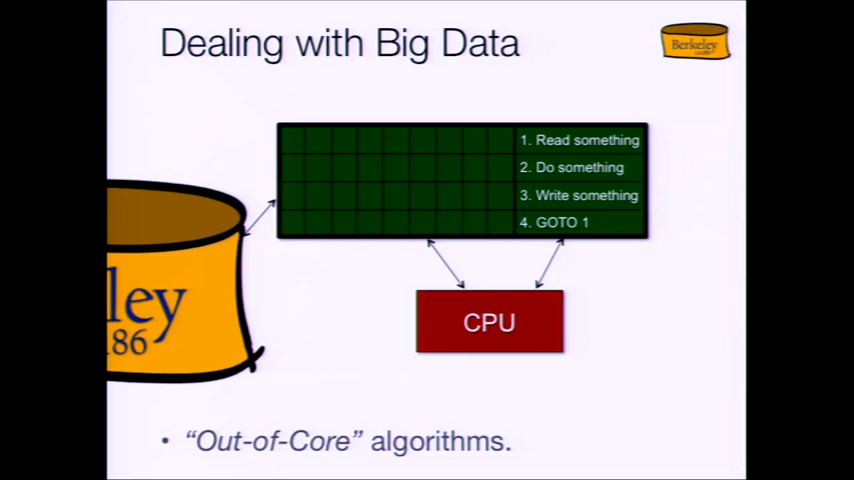 Dealing with Big Data
Berkeley
1. Read something
2. Do something
3. Write something
4. GOTO 1
ley
86
CPU
• “Out-of-Core” algorithms.